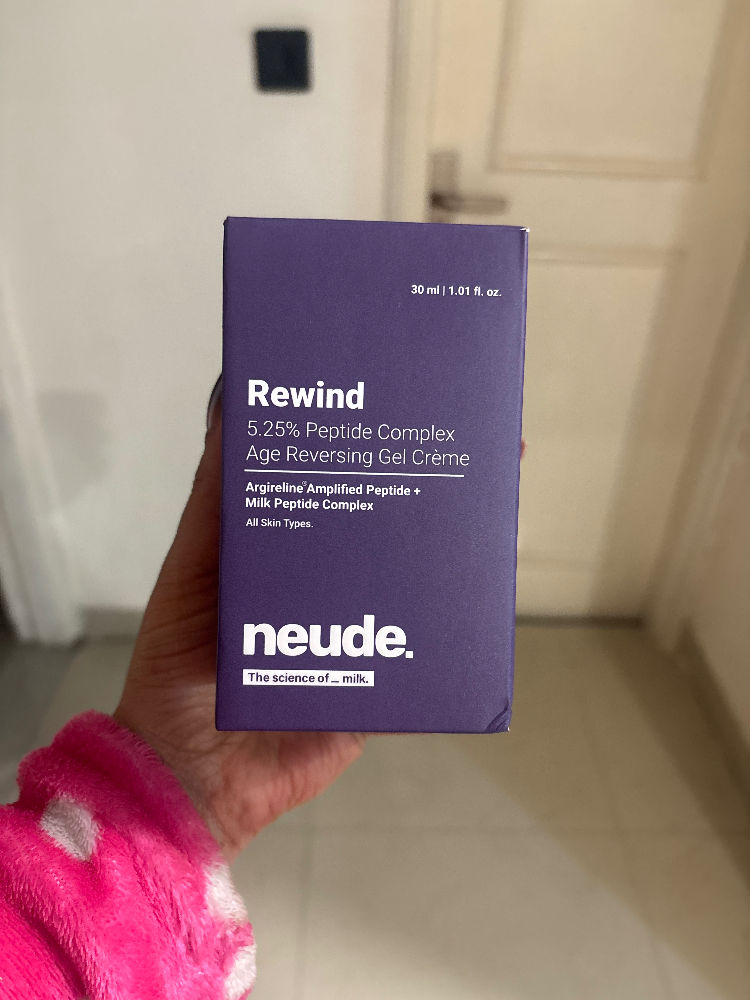 30 ml | 1.01 fl. oz.
Rewind
5.25% Peptide Complex
Age Reversing Gel Crème
Argireline® Amplified Peptide +
Milk Peptide Complex
All Skin Types.
neude.
The science of _ milk.